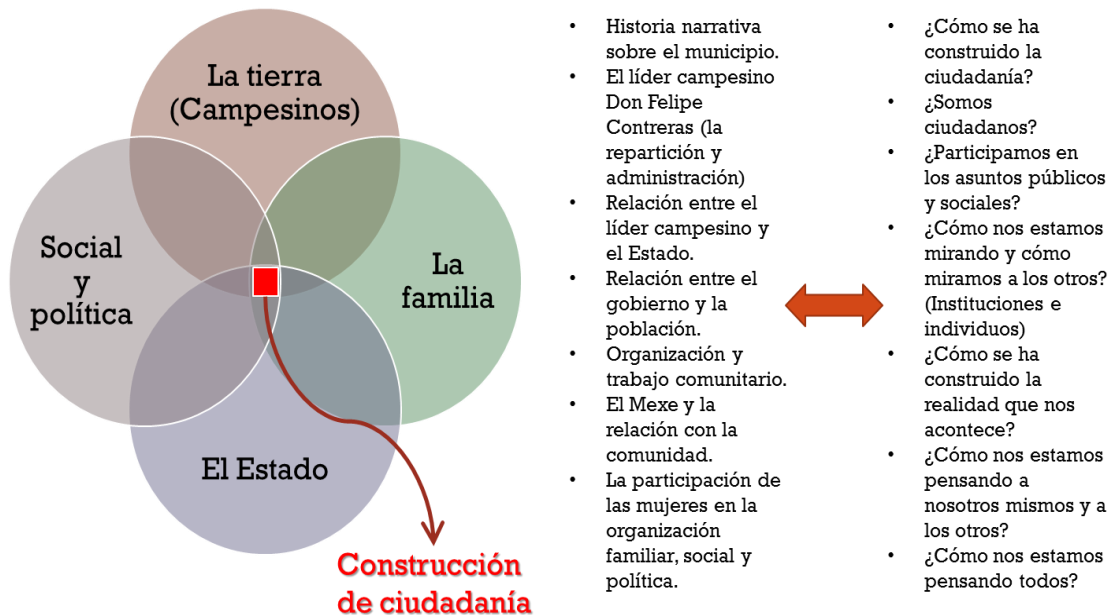 La tierra
(Campesinos)
Social
y
política
La
familia
El Estado
Construcción
de ciudadanía
• Historia narrativa
sobre el municipio.
• El líder campesino
Don Felipe
Contreras (la
repartición y
administración)
• Relación entre el
líder campesino y
el Estado.
• Relación entre el
gobierno y la
población.
• Organización y
trabajo comunitario.
• El Mexe y la
relación con la
comunidad.
• La participación de
las mujeres en la
organización
familiar, social y
política.
• ¿Cómo se ha
construido la
ciudadanía?
• ¿Somos
ciudadanos?
• ¿Participamos en
los asuntos públicos
y sociales?
• ¿Cómo nos estamos
mirando y cómo
miramos a los otros?
(Instituciones e
individuos)
• ¿Cómo se ha
construido la
realidad que nos
acontece?
• ¿Cómo nos estamos
pensando a
nosotros mismos y a
los otros?
• ¿Cómo nos estamos
pensando todos?